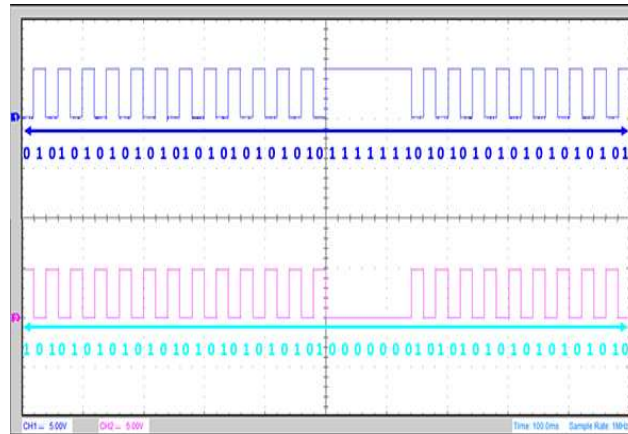 0 1 0 1 0 1 0 1 0 1 0 1 0 1 0 1 0 1 0 1 0 1 0 1 0 1 1 1 1 1 1 1 0 1 0 1 0 1 0 1 0 1 0 1 0 1 0 1 0 1
1 0 1 0 1 0 1 0 1 0 1 0 1 0 1 0 1 0 1 0 1 0 1 0 1 0 0 0 0 0 0 0 1 0 1 0 1 0 1 0 1 0 1 0 1 0 1 0 1 0
CH1 5.00V CH2 5.00V Time: 100.0ms Sample Rate: 1MHz